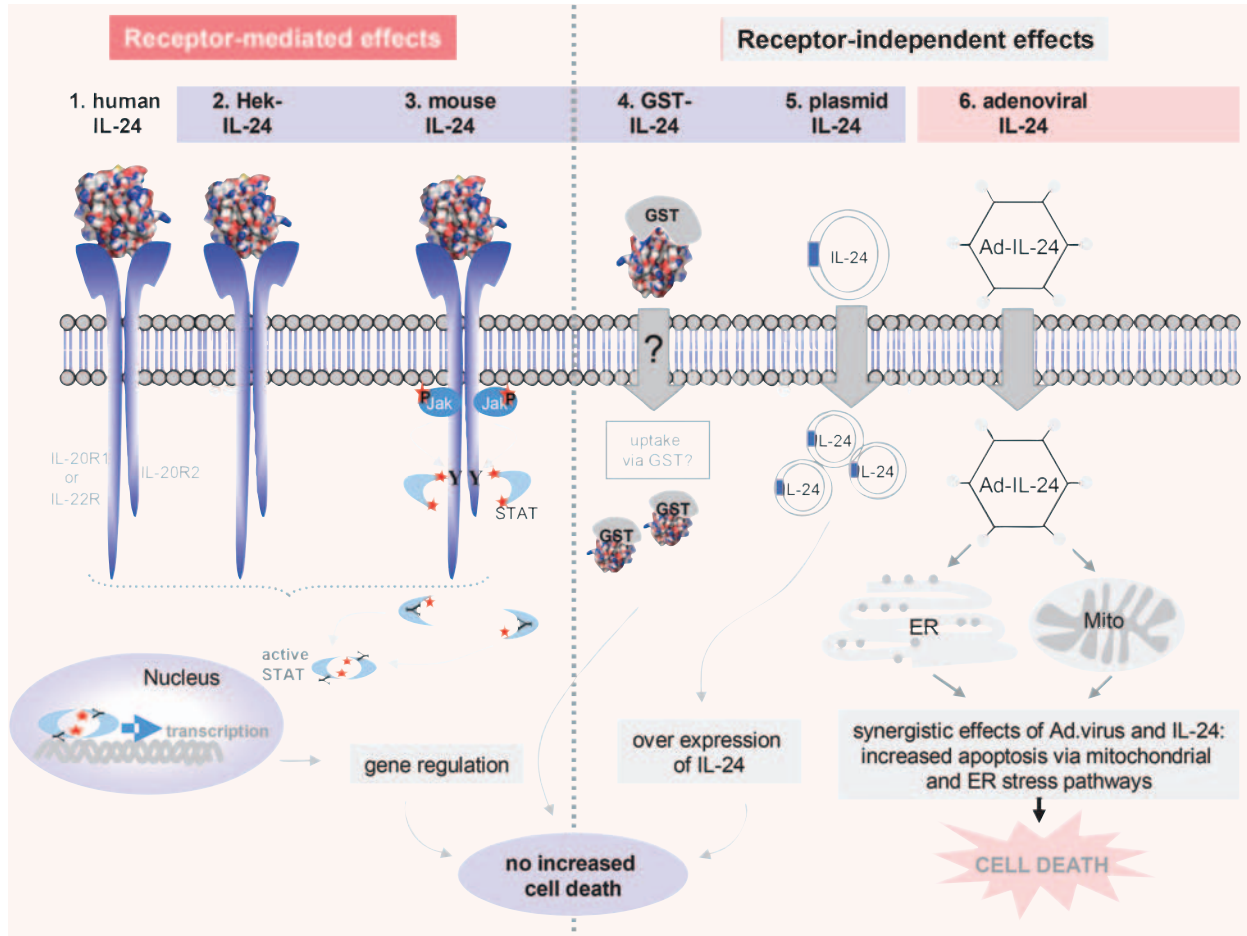 Receptor-mediated effects
Receptor-independent effects
1. human
IL-24
2. Hek-
IL-24
3. mouse
IL-24
4. GST-
IL-24
5. plasmid
IL-24
6. adenoviral
IL-24
GST
IL-24
Ad-IL-24
?
P
Jak
Jak
P
IL-20R1
or
IL-22R
IL-20R2
Y Y
STAT
uptake
via GST?
GST
GST
IL-24
IL-24
IL-24
Ad-IL-24
ER
Mito
Y
Y
active
STAT
Y
Y
Nucleus
Y
Y
transcription
gene regulation
over expression
of IL-24
synergistic effects of Ad.virus and IL-24:
increased apoptosis via mitochondrial
and ER stress pathways
no increased
cell death
CELL DEATH